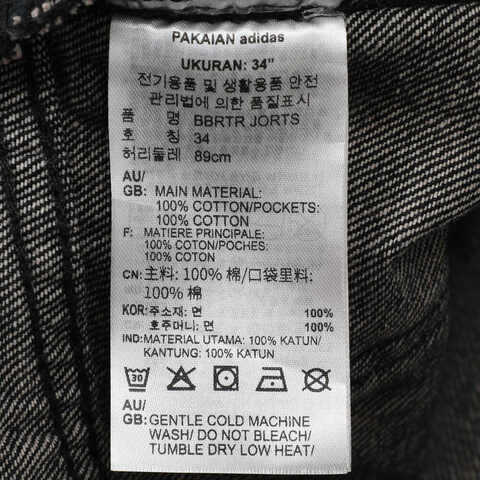 PAKAIAN adidas
UKURAN: 34"
전기용품 및 생활용품 안전
관리법에 의한 품질표시
품 명 BBRTR JORTS
호 칭 34
허리둘레 89cm
AU/
GB: MAIN MATERIAL:
100% COTTON/POCKETS:
100% COTTON
F: MATIERE PRINCIPALE:
100% COTON/POCHES:
100% COTON
CN: 主料: 100% 棉/口袋里料:
100% 棉
KOR: 주소재: 면 100%
호주머니: 면 100%
IND: MATERIAL UTAMA: 100% KATUN/
KANTUNG: 100% KATUN
30
AU/
GB: GENTLE COLD MACHINE
WASH/ DO NOT BLEACH/
TUMBLE DRY LOW HEAT/